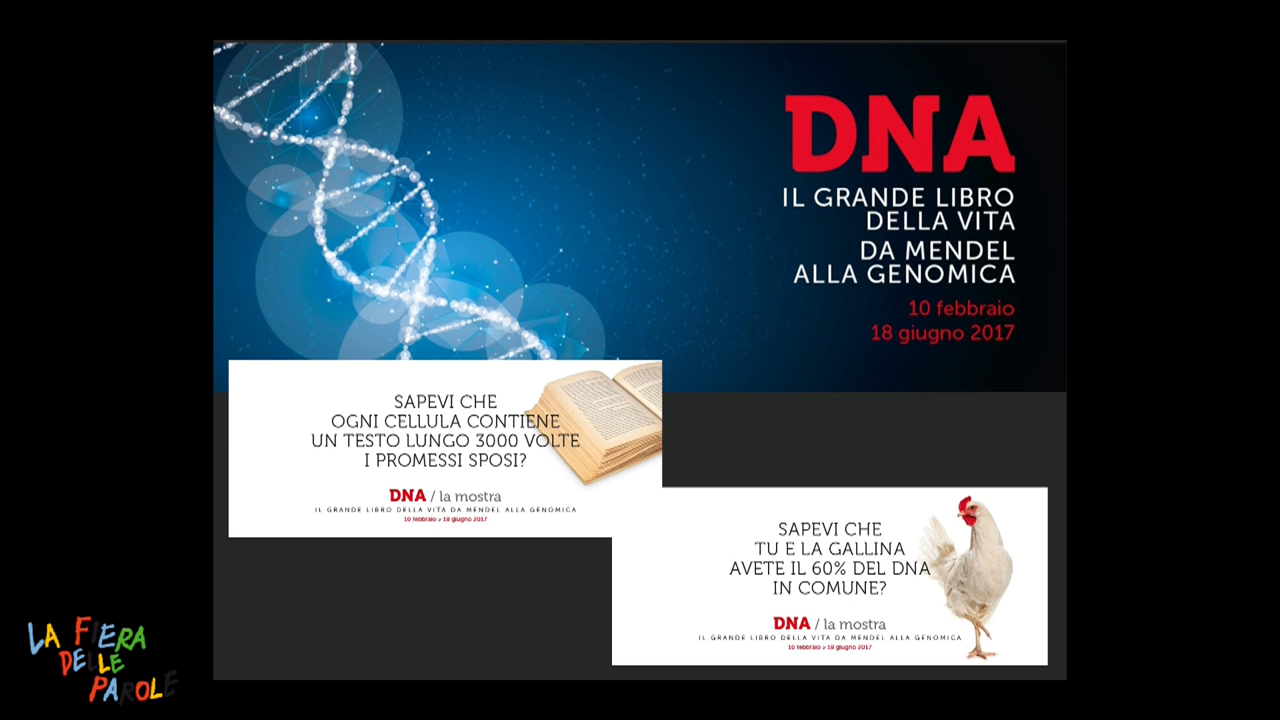 DNA
IL GRANDE LIBRO
DELLA VITA
DA MENDEL
ALLA GENOMICA
10 febbraio
18 giugno 2017
SAPEVI CHE
OGNI CELLULA CONTIENE
UN TESTO LUNGO 3000 VOLTE
I PROMESSI SPOSI?
DNA / la mostra
IL GRANDE LIBRO DELLA VITA DA MENDEL ALLA GENOMICA
10 febbraio > 18 giugno 2017
SAPEVI CHE
TU E LA GALLINA
AVETE IL 60% DEL DNA
IN COMUNE?
DNA / la mostra
IL GRANDE LIBRO DELLA VITA DA MENDEL ALLA GENOMICA
10 febbraio > 18 giugno 2017
LA FIERA
DELLE
PAROLE